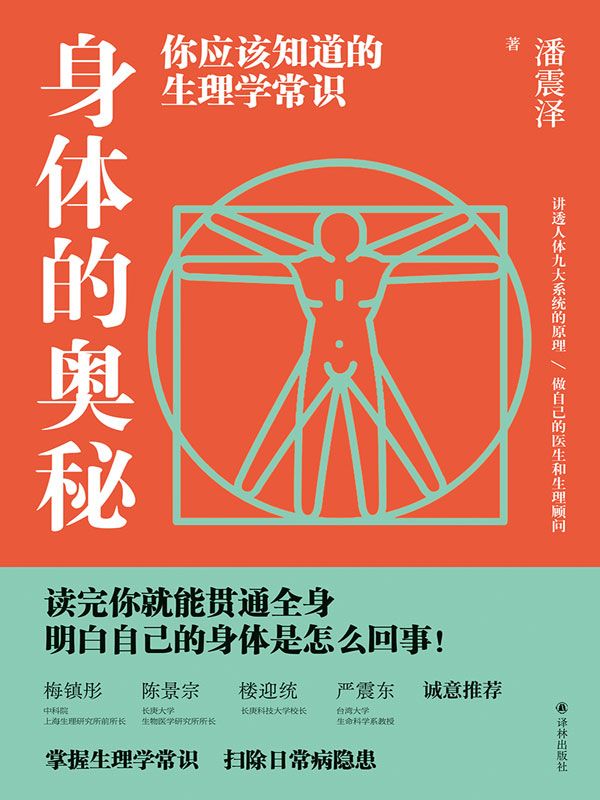 身体的奥秘
你应该知道的
生理学常识
潘震泽
著
讲透人体九大系统的原理 / 做自己的医生和生理顾问
读完你就能贯通全身
明白自己的身体是怎么回事!
梅镇彤
中科院
上海生理研究所前所长
陈景宗
长庚大学
生物医学研究所所长
楼迎统
长庚科技大学校长
严震东
台湾大学
生命科学系教授
诚意推荐
掌握生理学常识 扫除日常病隐患
译林出版社